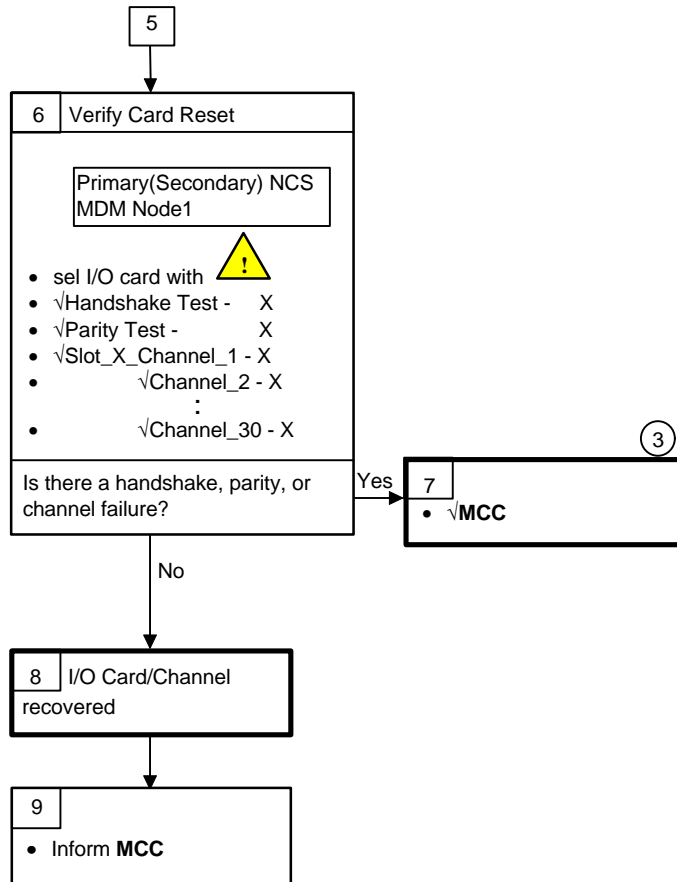 5
6 Verify Card Reset
Primary(Secondary) NCS
MDM Node1
!
• sel I/O card with
• √Handshake Test - X
• √Parity Test - X
• √Slot_X_Channel_1 - X
• √Channel_2 - X
:
• √Channel_30 - X
Is there a handshake, parity, or
channel failure?
Yes
3
7
• √MCC
No
8 I/O Card/Channel
recovered
9
• Inform MCC